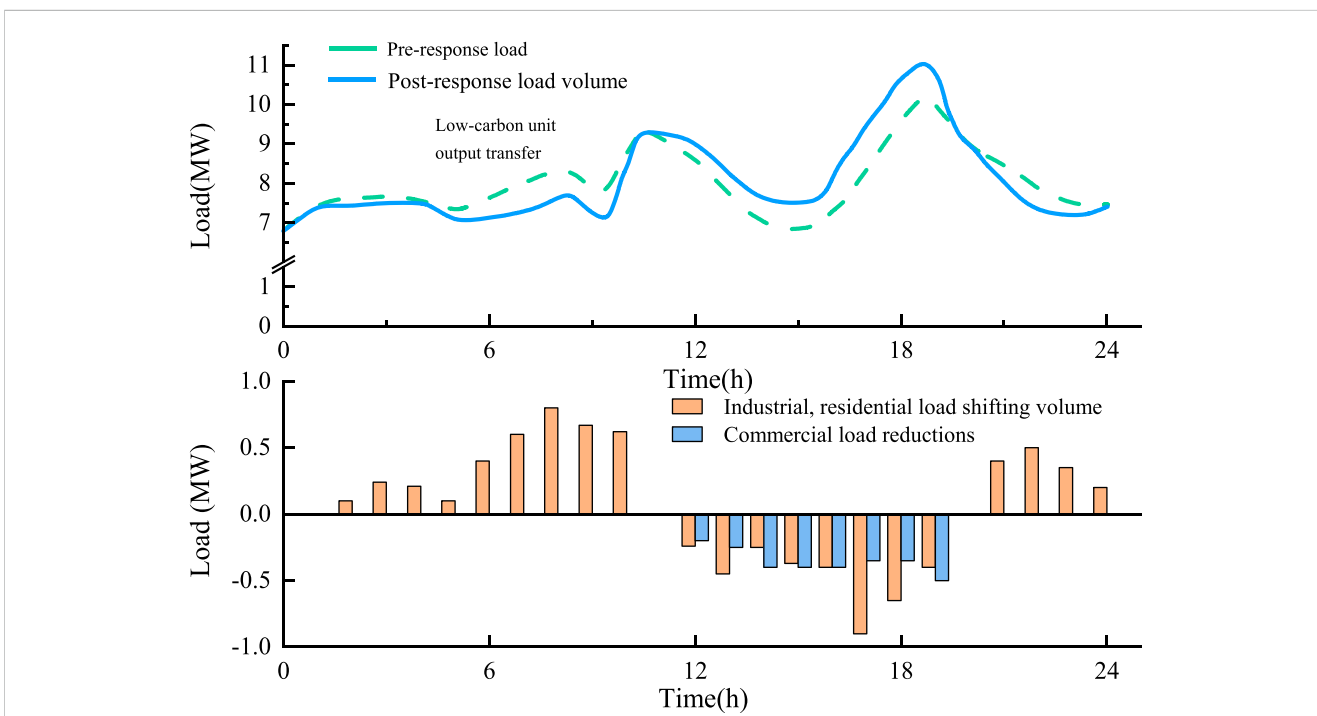 Pre-response load
Post-response load volume
Low-carbon unit
output transfer
Load(MW)
11
10
9
8
7
1
0
0
6
12
18
24
Time(h)
Industrial, residential load shifting volume
Commercial load reductions
Load (MW)
1.0
0.5
0.0
-0.5
-1.0
0
6
12
18
24
Time(h)